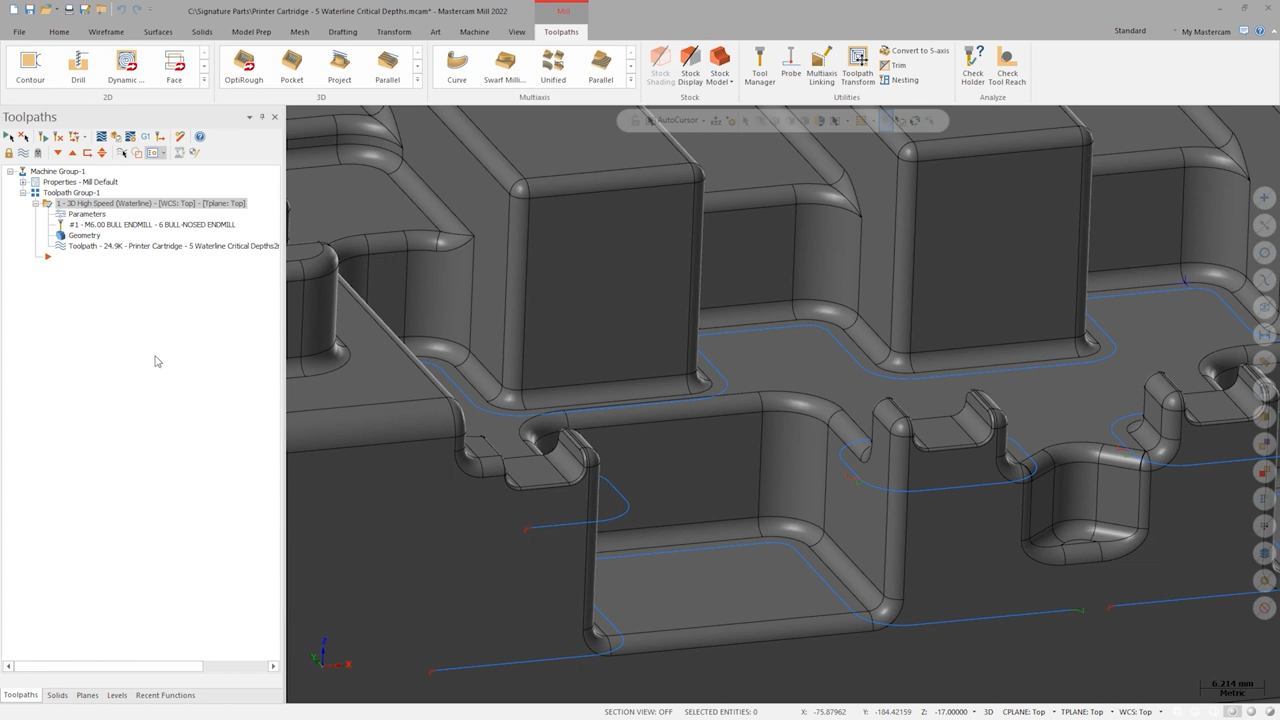 C:\Signature Parts\Printer Cartridge - 5 Waterline Critical Depths.mcam* - Mastercam Mill 2022
Mill
File Home Wireframe Surfaces Solids Model Prep Mesh Drafting Transform Art Machine View Toolpaths
Standard
My Mastercam
Contour Drill Dynamic ... Face
2D
OptiRough Pocket Project Parallel
3D
Curve Swarf Milli... Unified Parallel
Multiaxis
Stock Shading Stock Display Stock Model
Stock
Tool Manager Probe Multiaxis Linking Toolpath Transform
Convert to 5-axis
Trim
Nesting
Utilities
Check Holder Check Tool Reach
Analyze
Toolpaths
AutoCursor
G1
Machine Group-1
Properties - Mill Default
Toolpath Group-1
1 - 3D High Speed (Waterline) - [WCS: Top] - [Tplane: Top]
Parameters
#1 - M6.00 BULL ENDMILL - 6 BULL-NOSED ENDMILL
Geometry
Toolpath - 24.9K - Printer Cartridge - 5 Waterline Critical Depths2
Z
Y
X
6.214 mm
Metric
Toolpaths Solids Planes Levels Recent Functions
SECTION VIEW: OFF SELECTED ENTITIES: 0 X: -75.87962 Y: -184.42159 Z: -17.00000 3D CPLANE: Top TPLANE: Top WCS: Top